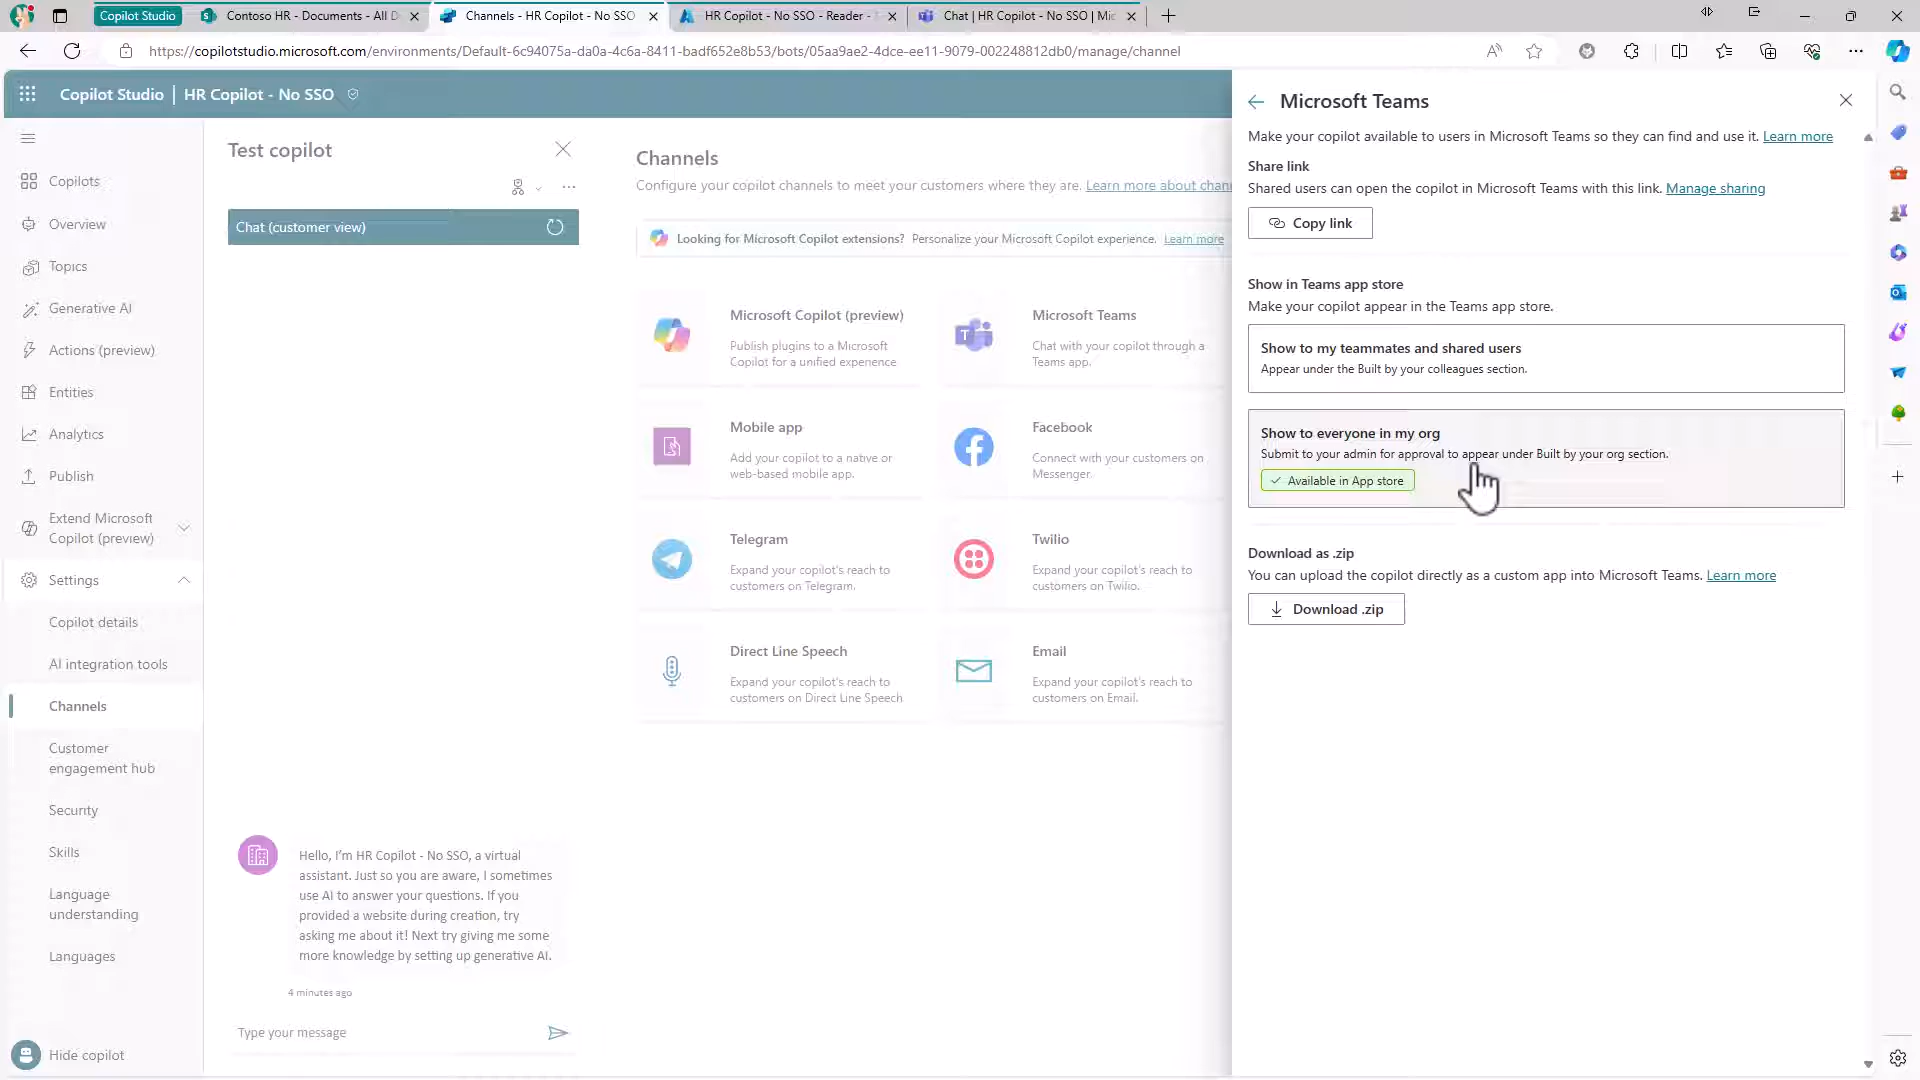 Copilot Studio
Contoso HR - Documents - All D
Channels - HR Copilot - No SSO
HR Copilot - No SSO - Reader -
Chat | HR Copilot - No SSO | Mic
https://copilotstudio.microsoft.com/environments/Default-6c94075a-da0a-4c6a-8411-badf652e8b53/bots/05aa9ae2-4dce-ee11-9079-002248812db0/manage/channel
Copilot Studio | HR Copilot - No SSO
Copilots
Overview
Topics
Generative AI
Actions (preview)
Entities
Analytics
Publish
Extend Microsoft
Copilot (preview)
Settings
Copilot details
AI integration tools
Channels
Customer
engagement hub
Security
Skills
Language
understanding
Languages
Hide copilot
Test copilot
Chat (customer view)
Hello, I'm HR Copilot - No SSO, a virtual
assistant. Just so you are aware, I sometimes
use AI to answer your questions. If you
provided a website during creation, try
asking me about it! Next try giving me some
more knowledge by setting up generative AI.
4 minutes ago
Type your message
Channels
Configure your copilot channels to meet your customers where they are. Learn more about chann
Looking for Microsoft Copilot extensions? Personalize your Microsoft Copilot experience. Learn more
Microsoft Copilot (preview)
Publish plugins to a Microsoft
Copilot for a unified experience
Microsoft Teams
Chat with your copilot through a
Teams app.
Mobile app
Add your copilot to a native or
web-based mobile app.
Facebook
Connect with your customers on
Messenger.
Telegram
Expand your copilot's reach to
customers on Telegram.
Twilio
Expand your copilot's reach to
customers on Twilio.
Direct Line Speech
Expand your copilot's reach to
customers on Direct Line Speech
Email
Expand your copilot's reach to
customers on Email.
Microsoft Teams
Make your copilot available to users in Microsoft Teams so they can find and use it. Learn more
Share link
Shared users can open the copilot in Microsoft Teams with this link. Manage sharing
Copy link
Show in Teams app store
Make your copilot appear in the Teams app store.
Show to my teammates and shared users
Appear under the Built by your colleagues section.
Show to everyone in my org
Submit to your admin for approval to appear under Built by your org section.
Available in App store
Download as .zip
You can upload the copilot directly as a custom app into Microsoft Teams. Learn more
Download .zip